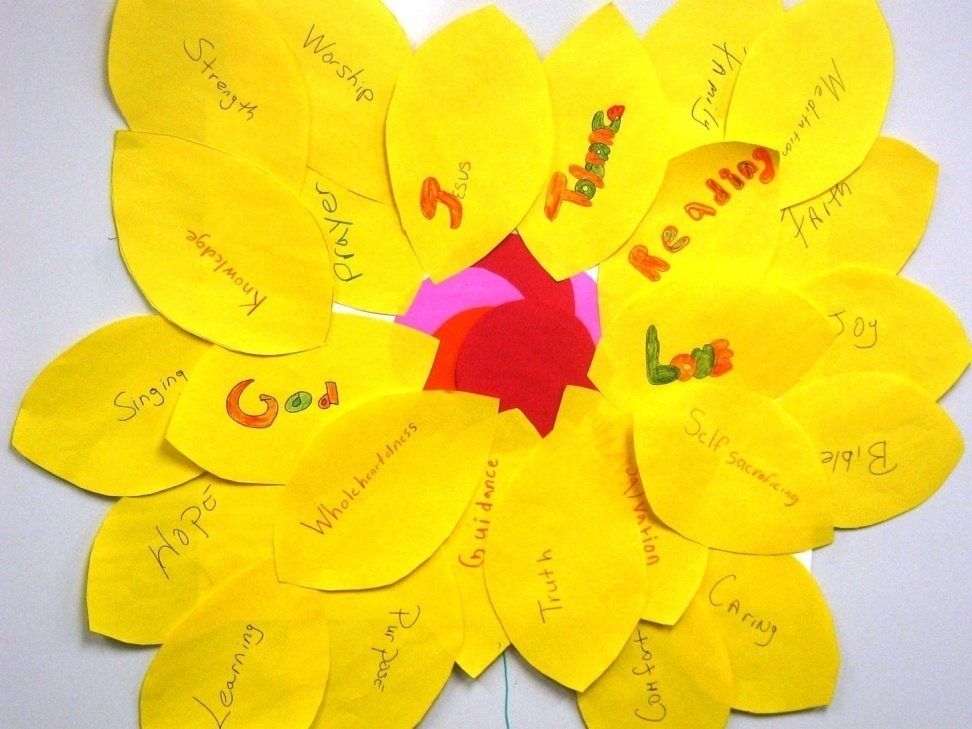 Strength
Worship
Jesus
Tolerance
Family
Meditation
Knowledge
Prayer
Reading
Faith
Singing
God
Love
Joy
Hope
Wholeheartdness
Guidance
Truth
Salvation
Self sacraficing
Bible
Learning
Purpose
Comfort
Caring